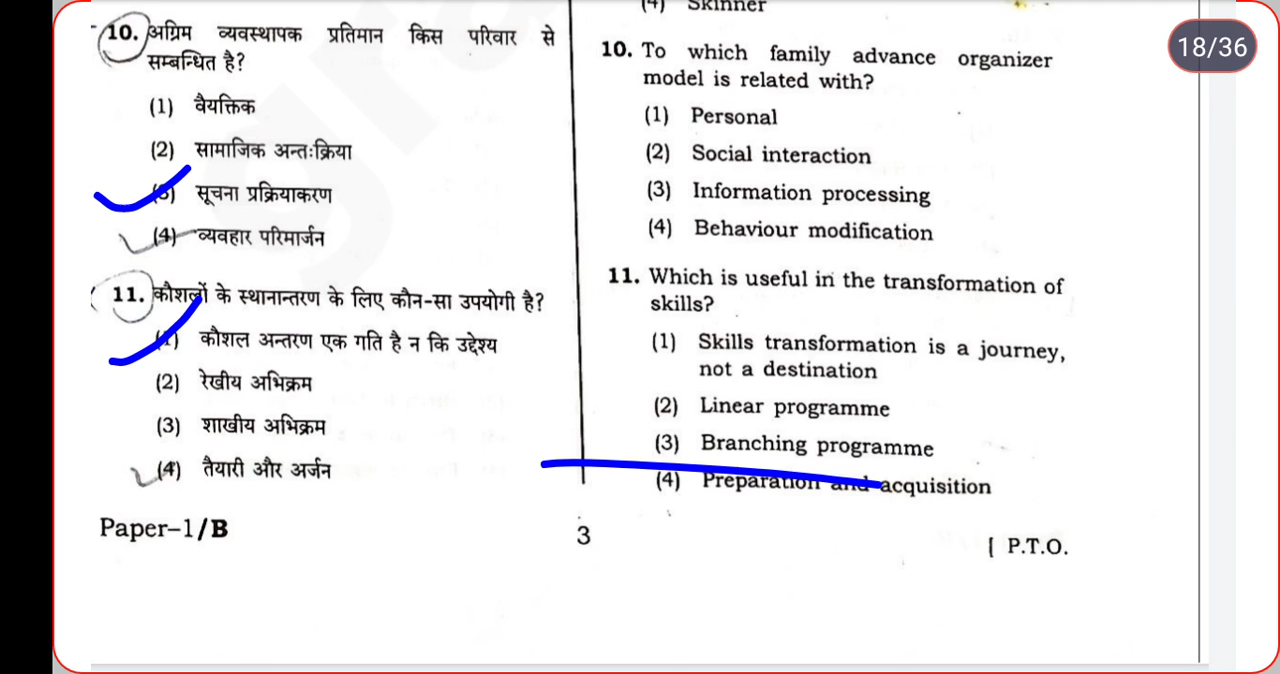 10. अग्रिम व्यवस्थापक प्रतिमान किस परिवार से
सम्बन्धित है?
(1) वैयक्तिक
(2) सामाजिक अन्तःक्रिया
(3) सूचना प्रक्रियाकरण
(4) व्यवहार परिमार्जन
11. कौशलों के स्थानान्तरण के लिए कौन-सा उपयोगी है?
(1) कौशल अन्तरण एक गति है न कि उद्देश्य
(2) रेखीय अभिक्रम
(3) शाखीय अभिक्रम
(4) तैयारी और अर्जन
(4) Skinner
18/36
10. To which family advance organizer
model is related with?
(1) Personal
(2) Social interaction
(3) Information processing
(4) Behaviour modification
11. Which is useful in the transformation of
skills?
(1) Skills transformation is a journey,
not a destination
(2) Linear programme
(3) Branching programme
(4) Preparation and acquisition
Paper-1/B
3
[ P.T.O.